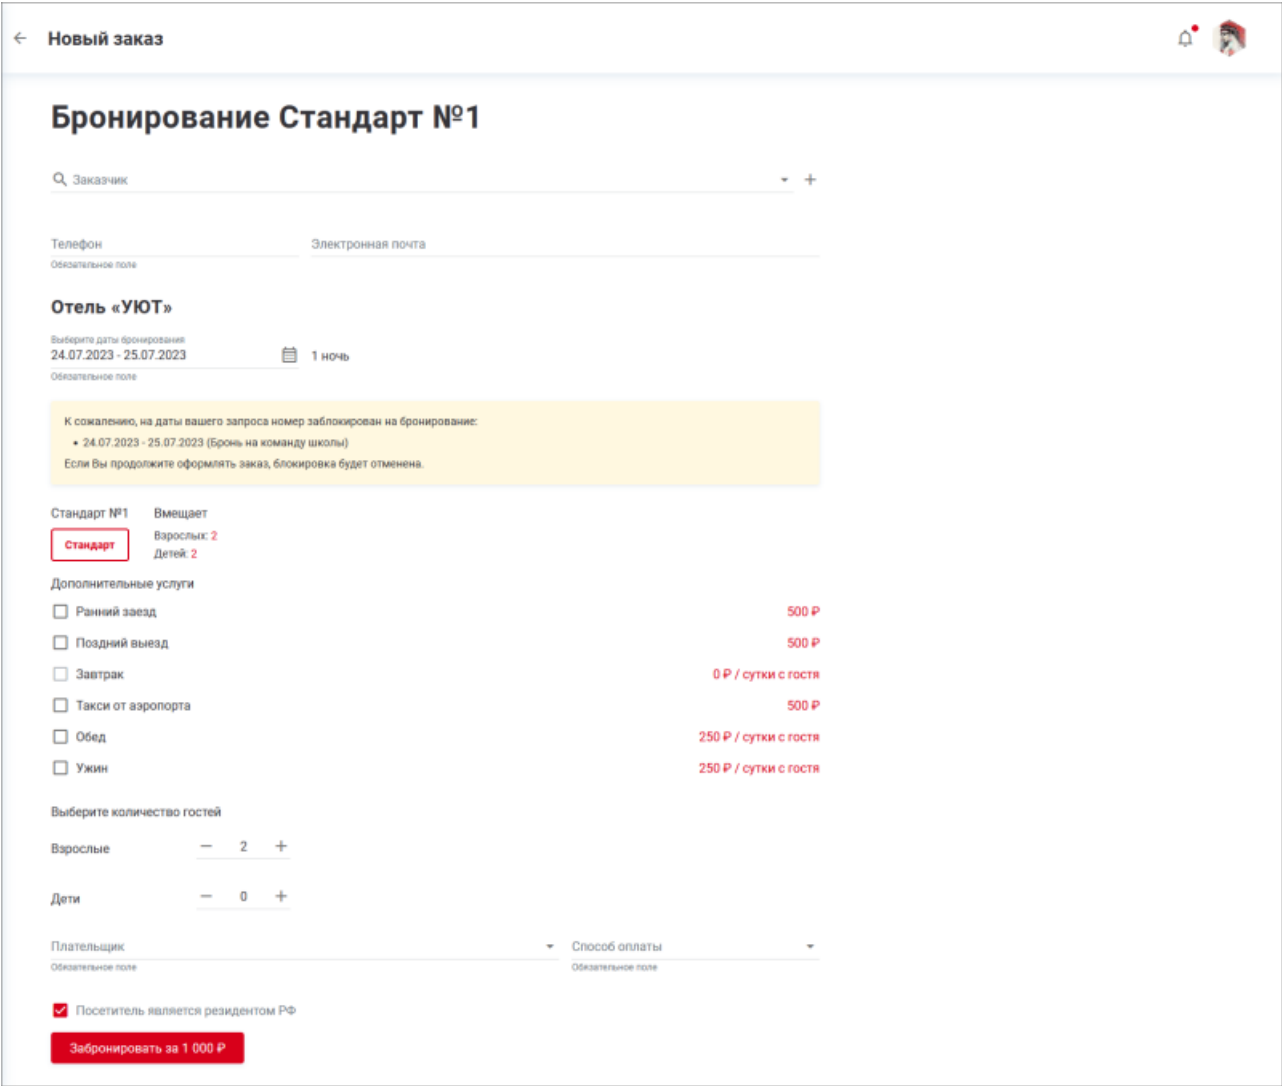 Новый заказ
Бронирование Стандарт №1
Заказчик
Телефон Электронная почта
Обязательное поле
Отель «УЮТ»
Выберите даты бронирования
24.07.2023 - 25.07.2023 1 ночь
Обязательное поле
К сожалению, на даты вашего запроса номер заблокирован на бронирование:
• 24.07.2023 - 25.07.2023 (Бронь на команду школы)
Если Вы продолжите оформлять заказ, блокировка будет отменена.
Стандарт №1 Вмещает
Стандарт
Взрослых: 2
Детей: 2
Дополнительные услуги
Ранний заезд 500 ₽
Поздний выезд 500 ₽
Завтрак 0 ₽ / сутки с гостя
Такси от аэропорта 500 ₽
Обед 250 ₽ / сутки с гостя
Ужин 250 ₽ / сутки с гостя
Выберите количество гостей
Взрослые − 2 +
Дети − 0 +
Плательщик Способ оплаты
Обязательное поле Обязательное поле
Посетитель является резидентом РФ
Забронировать за 1 000 ₽